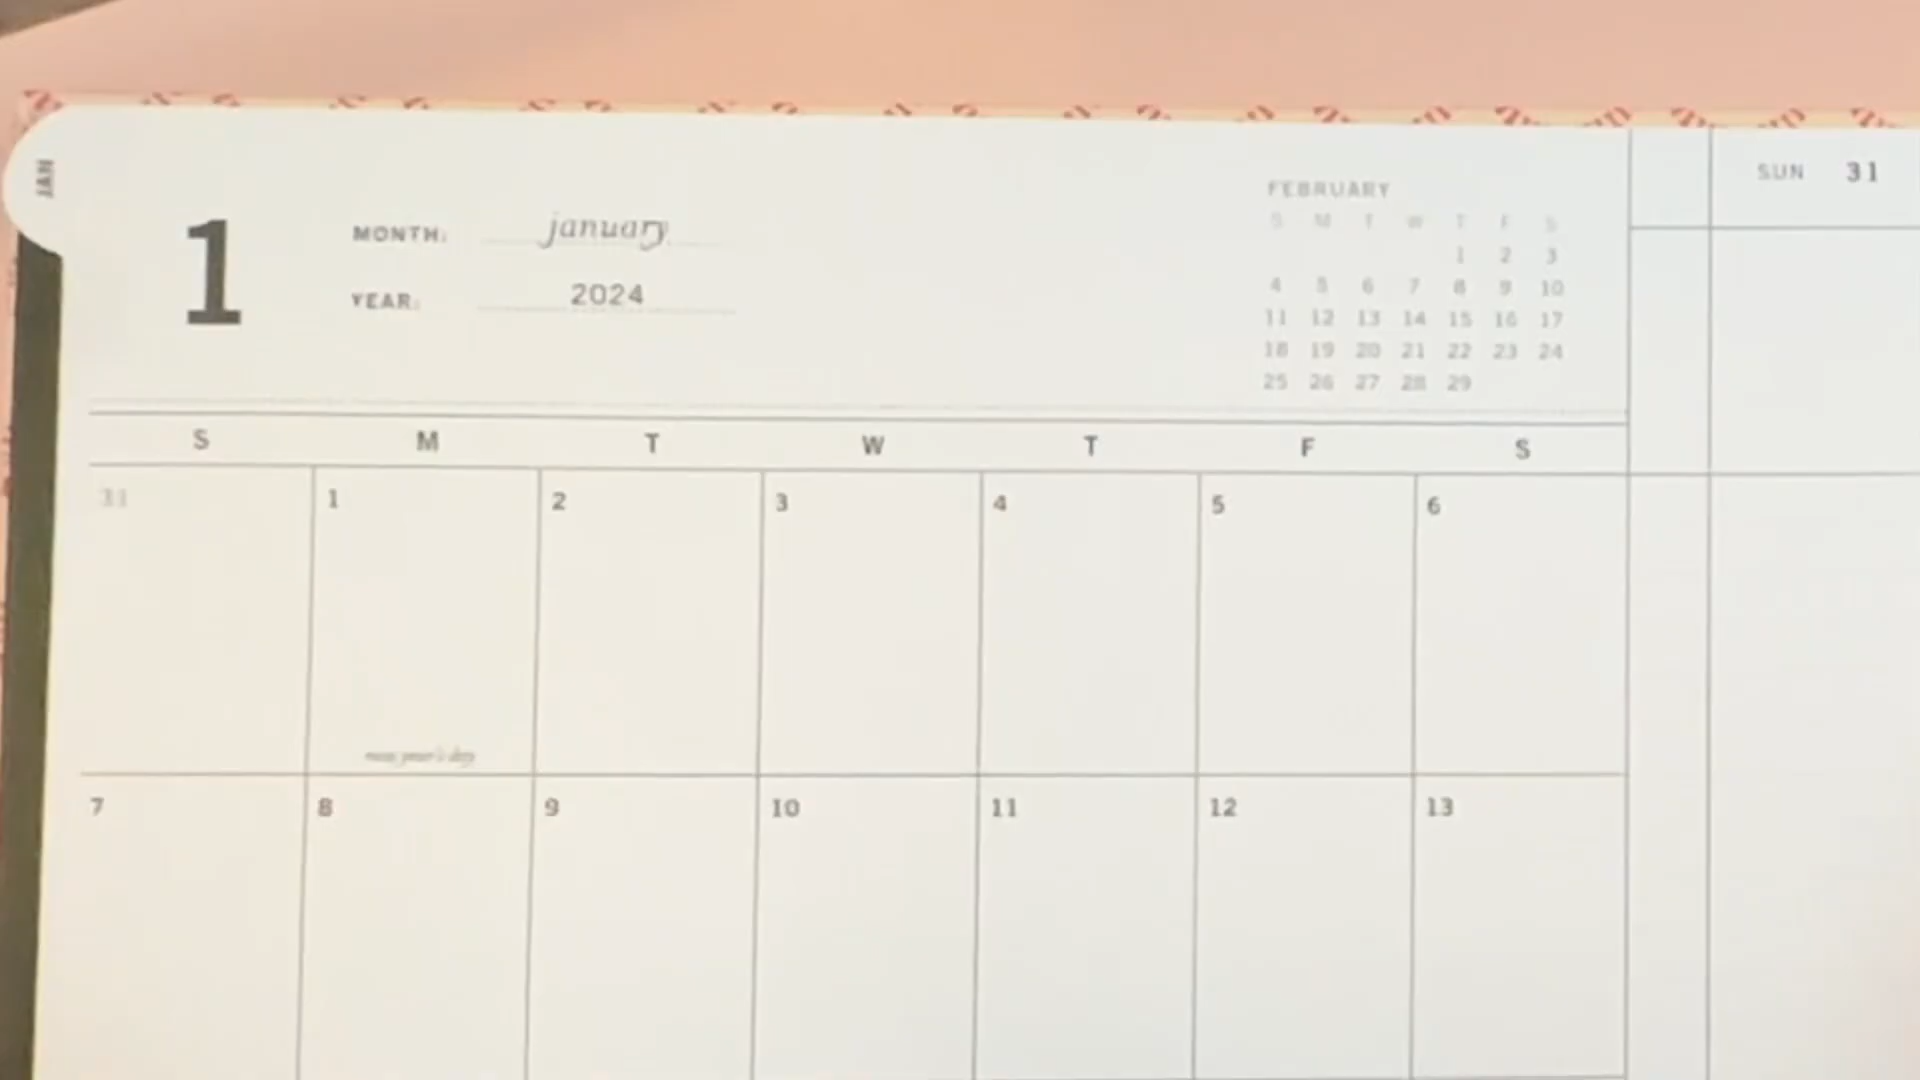 JAN
1
MONTH: january
YEAR: 2024
FEBRUARY
S M T W T F S
1 2 3
4 5 6 7 8 9 10
11 12 13 14 15 16 17
18 19 20 21 22 23 24
25 26 27 28 29
SUN 31
S M T W T F S
31 1 2 3 4 5 6
new year's day
7 8 9 10 11 12 13